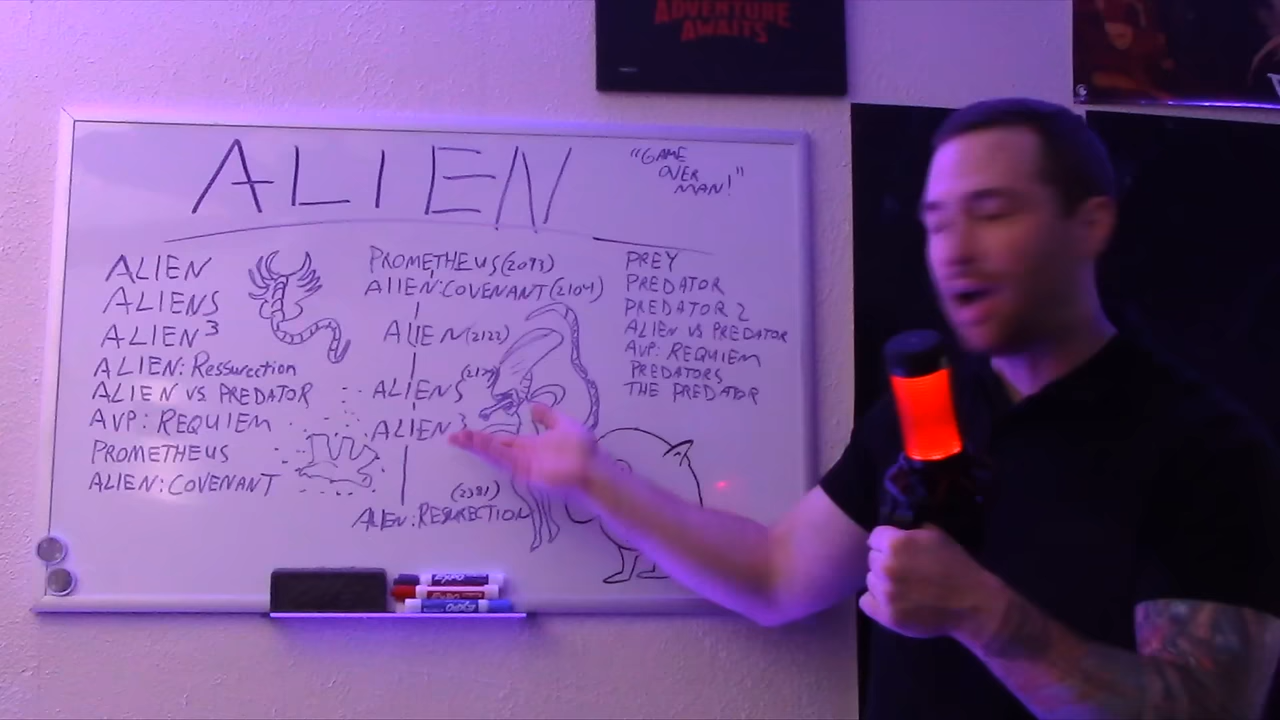 ADVENTURE
AWAITS
ALIEN
"GAME
OVER
MAN!"
ALIEN
ALIENS
ALIEN³
ALIEN: RESSURECTION
ALIEN VS. PREDATOR
AVP: REQUIEM
PROMETHEUS
ALIEN: COVENANT
PROMETHEUS (2093)
ALIEN: COVENANT (2104)
ALIEN (2122)
ALIENS
ALIEN³
(2381)
ALIEN: RESURRECTION
PREY
PREDATOR
PREDATOR 2
ALIEN VS PREDATOR
AVP: REQUIEM
PREDATORS
THE PREDATOR
EXPO
EXPO
EXPO